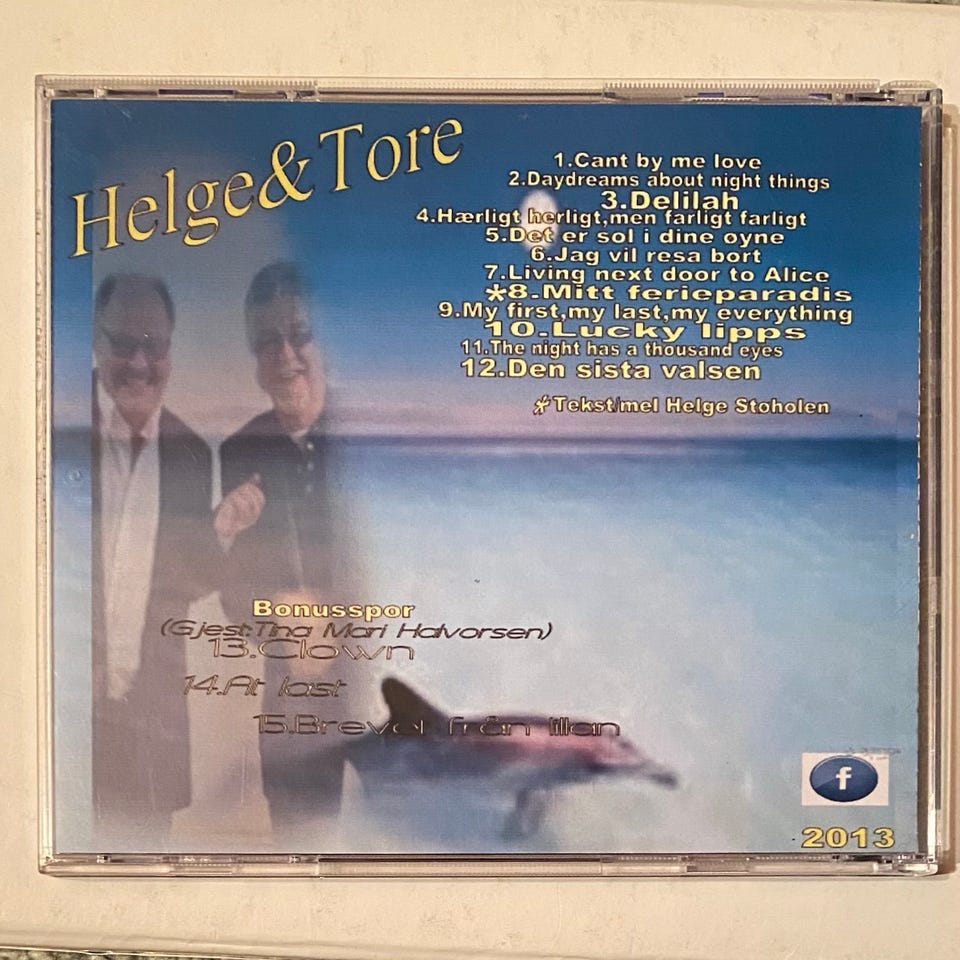 Helge&Tore
1.Cant by me love
2.Daydreams about night things
3.Delilah
4.Hærligt herligt,men farligt farligt
5.Det er sol i dine øyne
6.Jag vil resa bort
7.Living next door to Alice
*8.Mitt ferieparadis
9.My first,my last,my everything
10.Lucky lipps
11.The night has a thousand eyes
12.Den sista valsen
*Tekst/mel Helge Stoholen
Bonusspor
(Gjest:Tina Mari Halvorsen)
13.Clown
14.At last
15.Brevet från lillan
f
2013